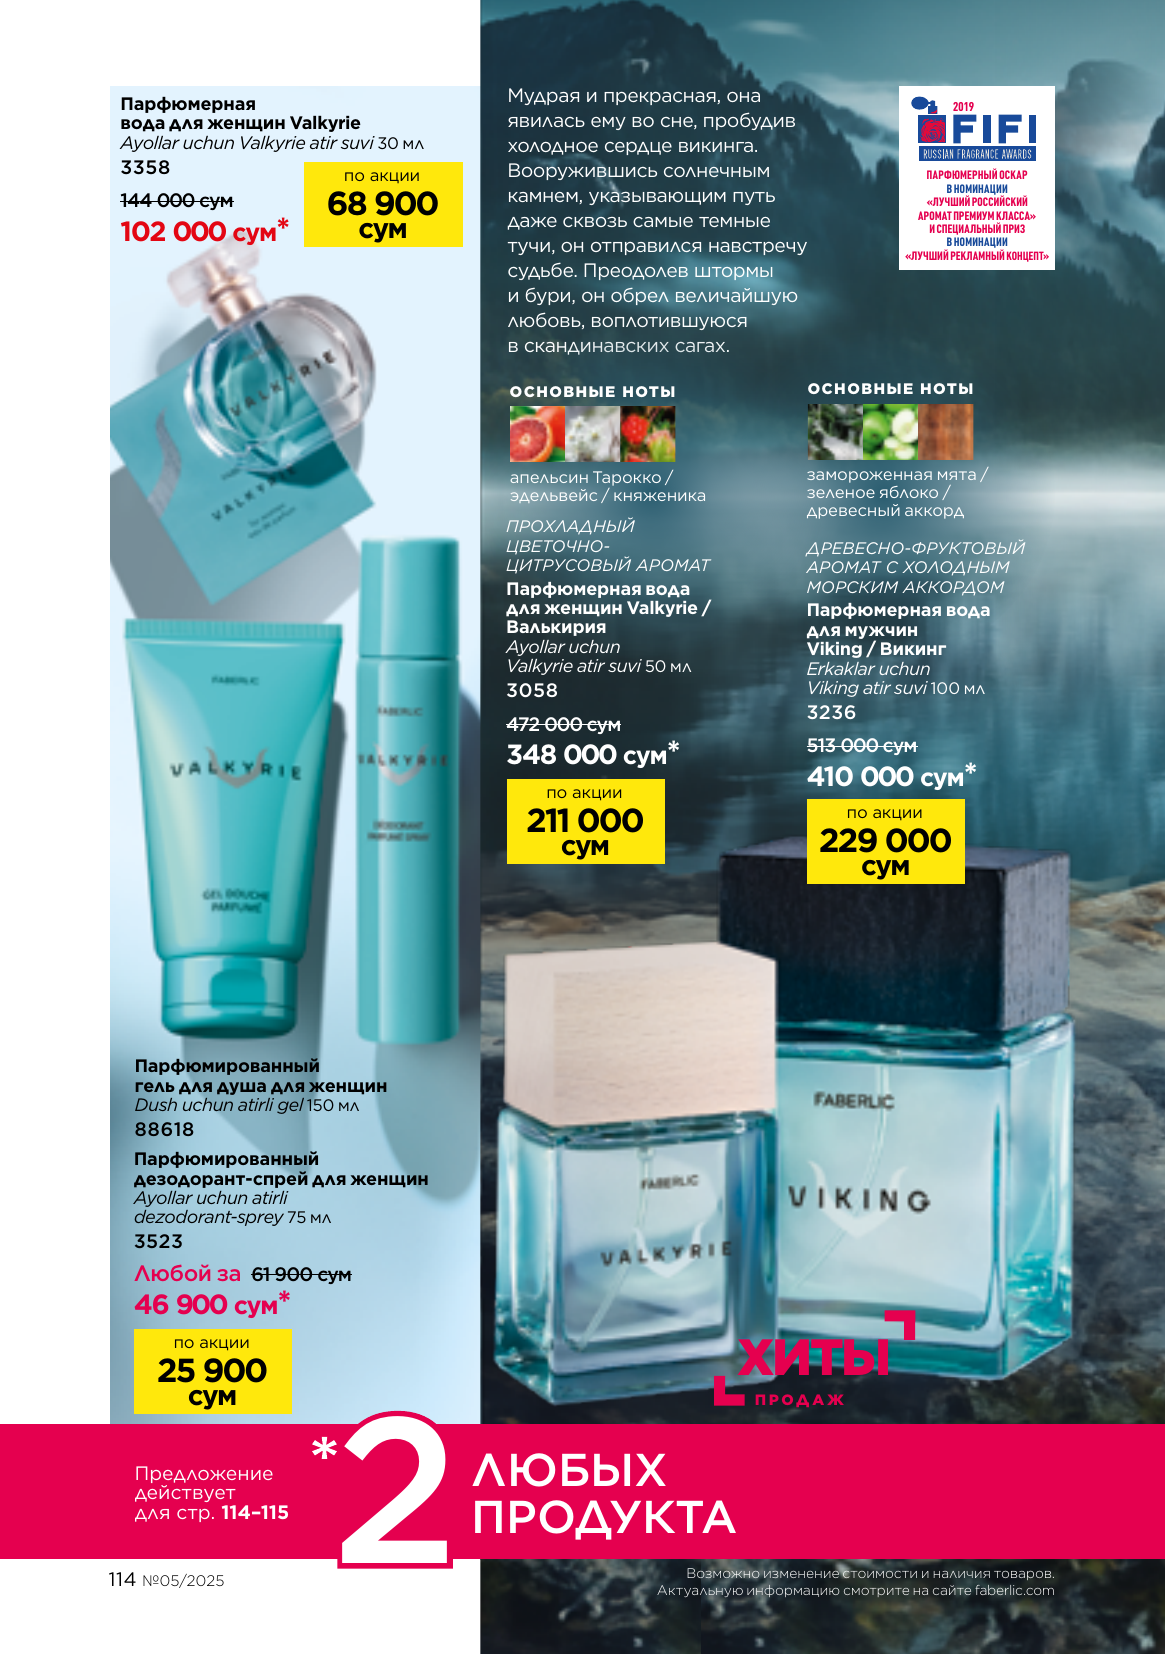 Парфюмерная
вода для женщин Valkyrie
Ayollar uchun Valkyrie atir suvi 30 мл
3358
144 000 сум
102 000 сум*
по акции
68 900
сум
VALKYRIE
VALKYRIE
FABERLIC
VALKYRIE
GEL DOUCHE
PARFUMÉ
FABERLIC
VALKYRIE
DÉODORANT
PARFUMÉ SPRAY
Парфюмированный
гель для душа для женщин
Dush uchun atirli gel 150 мл
88618
Парфюмированный
дезодорант-спрей для женщин
Ayollar uchun atirli
dezodorant-sprey 75 мл
3523
Любой за 61 900 сум
46 900 сум*
по акции
25 900
сум
Мудрая и прекрасная, она
явилась ему во сне, пробудив
холодное сердце викинга.
Вооружившись солнечным
камнем, указывающим путь
даже сквозь самые темные
тучи, он отправился навстречу
судьбе. Преодолев штормы
и бури, он обрел величайшую
любовь, воплотившуюся
в скандинавских сагах.
2019
FIFI
RUSSIAN FRAGRANCE AWARDS
ПАРФЮМЕРНЫЙ ОСКАР
В НОМИНАЦИИ
«ЛУЧШИЙ РОССИЙСКИЙ
АРОМАТ ПРЕМИУМ КЛАССА»
И СПЕЦИАЛЬНЫЙ ПРИЗ
В НОМИНАЦИИ
«ЛУЧШИЙ РЕКЛАМНЫЙ КОНЦЕПТ»
ОСНОВНЫЕ НОТЫ
апельсин Тарокко /
эдельвейс / княженика
ПРОХЛАДНЫЙ
ЦВЕТОЧНО-
ЦИТРУСОВЫЙ АРОМАТ
Парфюмерная вода
для женщин Valkyrie /
Валькирия
Ayollar uchun
Valkyrie atir suvi 50 мл
3058
472 000 сум
348 000 сум*
по акции
211 000
сум
ОСНОВНЫЕ НОТЫ
замороженная мята /
зеленое яблоко /
древесный аккорд
ДРЕВЕСНО-ФРУКТОВЫЙ
АРОМАТ С ХОЛОДНЫМ
МОРСКИМ АККОРДОМ
Парфюмерная вода
для мужчин
Viking / Викинг
Erkaklar uchun
Viking atir suvi 100 мл
3236
513 000 сум
410 000 сум*
по акции
229 000
сум
FABERLIC
VALKYRIE
FABERLIC
VIKING
ХИТЫ
ПРОДАЖ
Предложение
действует
для стр. 114–115
*2
ЛЮБЫХ
ПРОДУКТА
114 №05/2025
Возможно изменение стоимости и наличия товаров.
Актуальную информацию смотрите на сайте faberlic.com